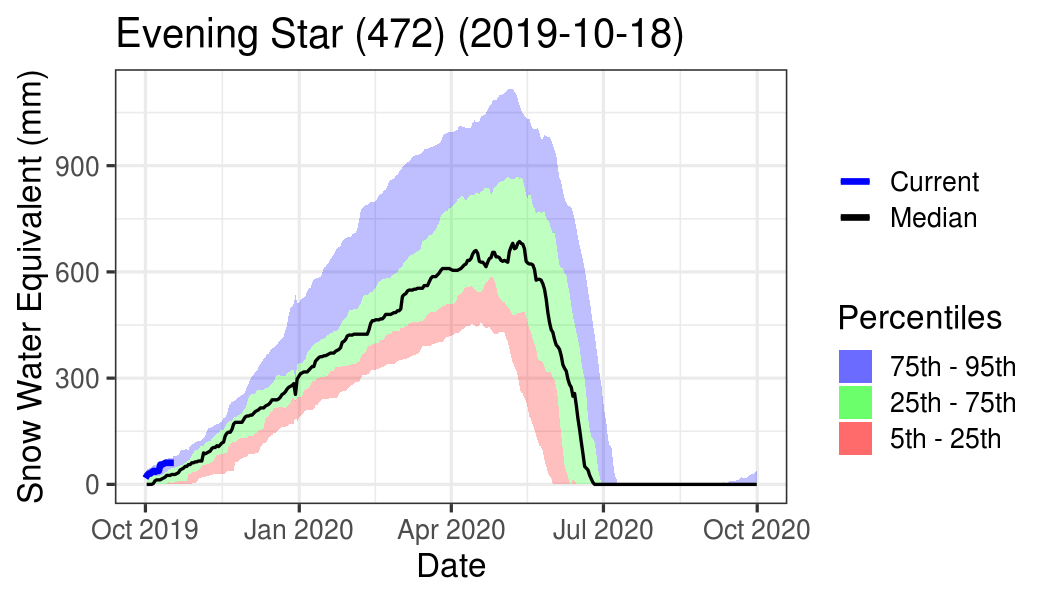 Evening Star (472) (2019-10-18)
Snow Water Equivalent (mm)
900
600
300
0
Oct 2019 Jan 2020 Apr 2020 Jul 2020 Oct 2020
Date
Current
Median
Percentiles
75th - 95th
25th - 75th
5th - 25th